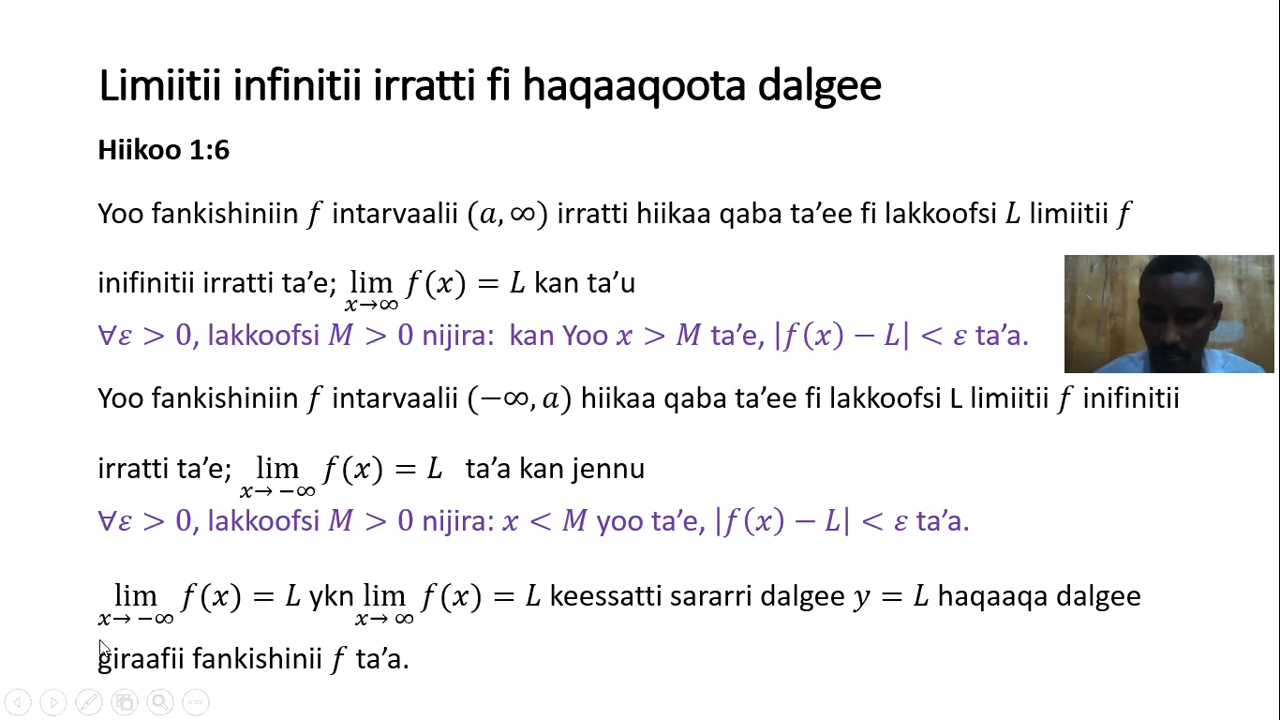 Limiitii infinitii irratti fi haqaaqoota dalgee
Hiikoo 1:6
Yoo fankishiniin f intarvaalii (a, ∞) irratti hiikaa qaba ta’ee fi lakkoofsi L limiitii f
inifinitii irratti ta’e; lim x→∞ f(x) = L kan ta’u
∀ε > 0, lakkoofsi M > 0 nijira: kan Yoo x > M ta’e, |f(x) − L| < ε ta’a.
Yoo fankishiniin f intarvaalii (−∞, a) hiikaa qaba ta’ee fi lakkoofsi L limiitii f inifinitii
irratti ta’e; lim x→ −∞ f(x) = L ta’a kan jennu
∀ε > 0, lakkoofsi M > 0 nijira: x < M yoo ta’e, |f(x) − L| < ε ta’a.
lim x→ −∞ f(x) = L ykn lim x→ ∞ f(x) = L keessatti sararri dalgee y = L haqaaqa dalgee
giraafii fankishinii f ta’a.